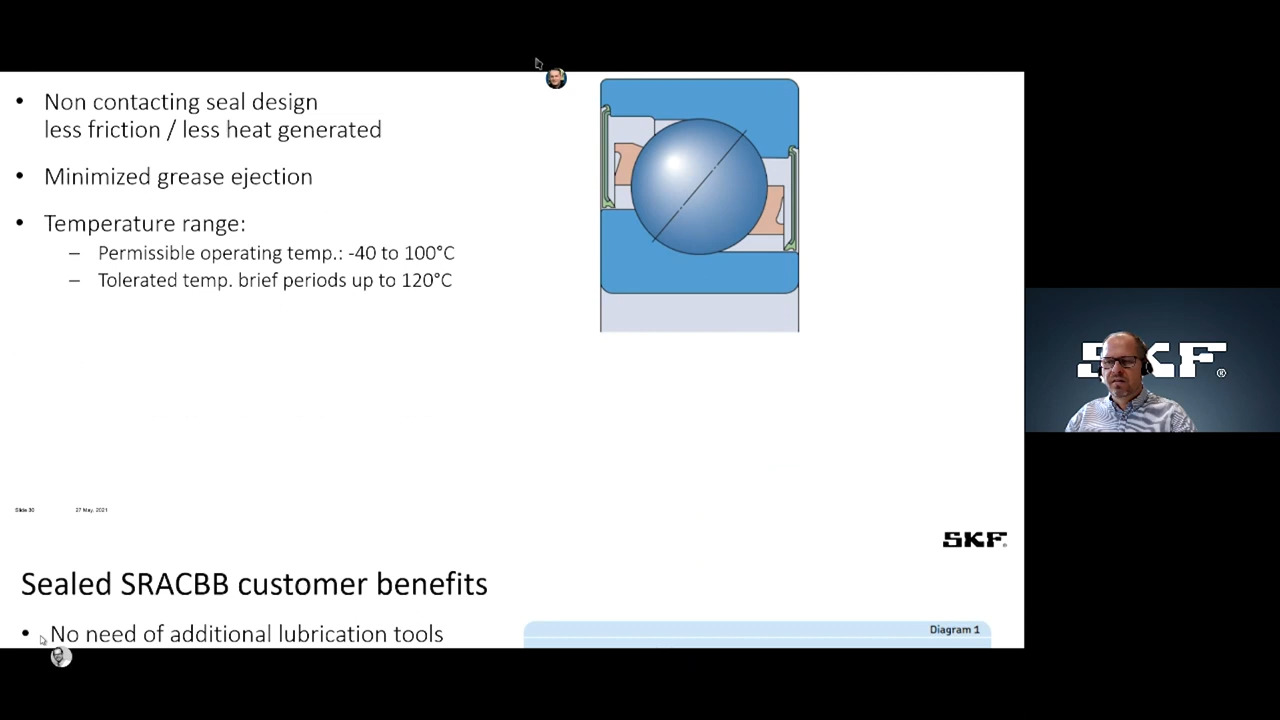 • Non contacting seal design
less friction / less heat generated
• Minimized grease ejection
• Temperature range:
– Permissible operating temp.: -40 to 100°C
– Tolerated temp. brief periods up to 120°C
SKF®
Slide 30 27 May, 2021
SKF®
Sealed SRACBB customer benefits
• No need of additional lubrication tools
Diagram 1